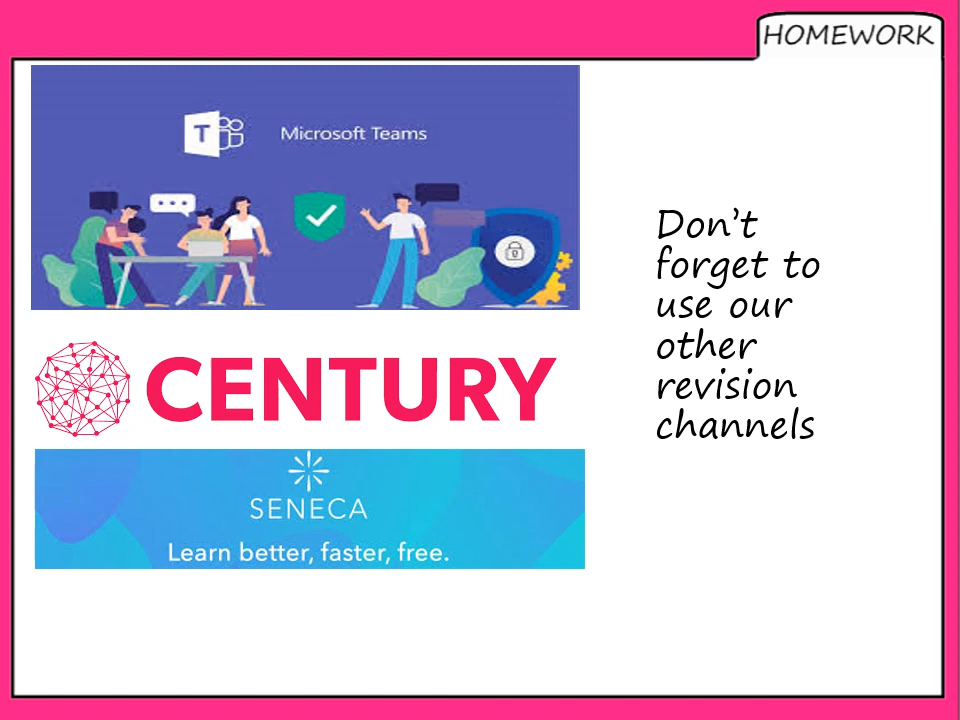 HOMEWORK
T
Microsoft Teams
Don't
forget to
use our
other
revision
channels
CENTURY
SENECA
Learn better, faster, free.